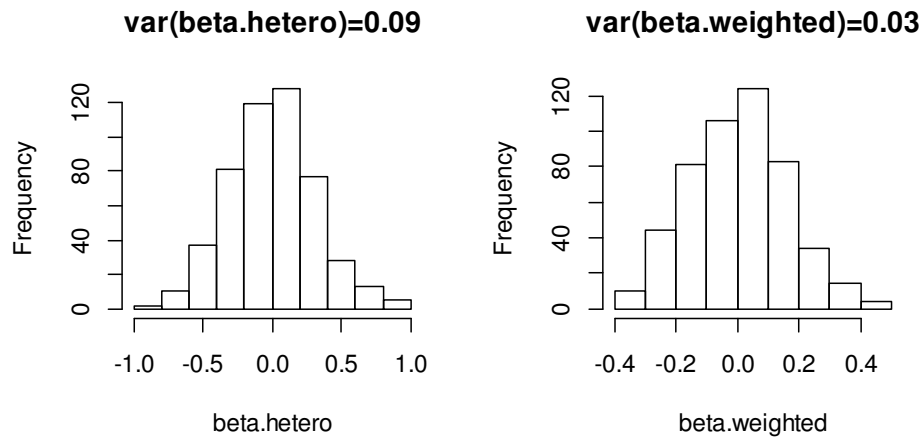 var(beta.hetero)=0.09
Frequency
120
80
40
0
-1.0 -0.5 0.0 0.5 1.0
beta.hetero
var(beta.weighted)=0.03
Frequency
120
80
40
0
-0.4 -0.2 0.0 0.2 0.4
beta.weighted